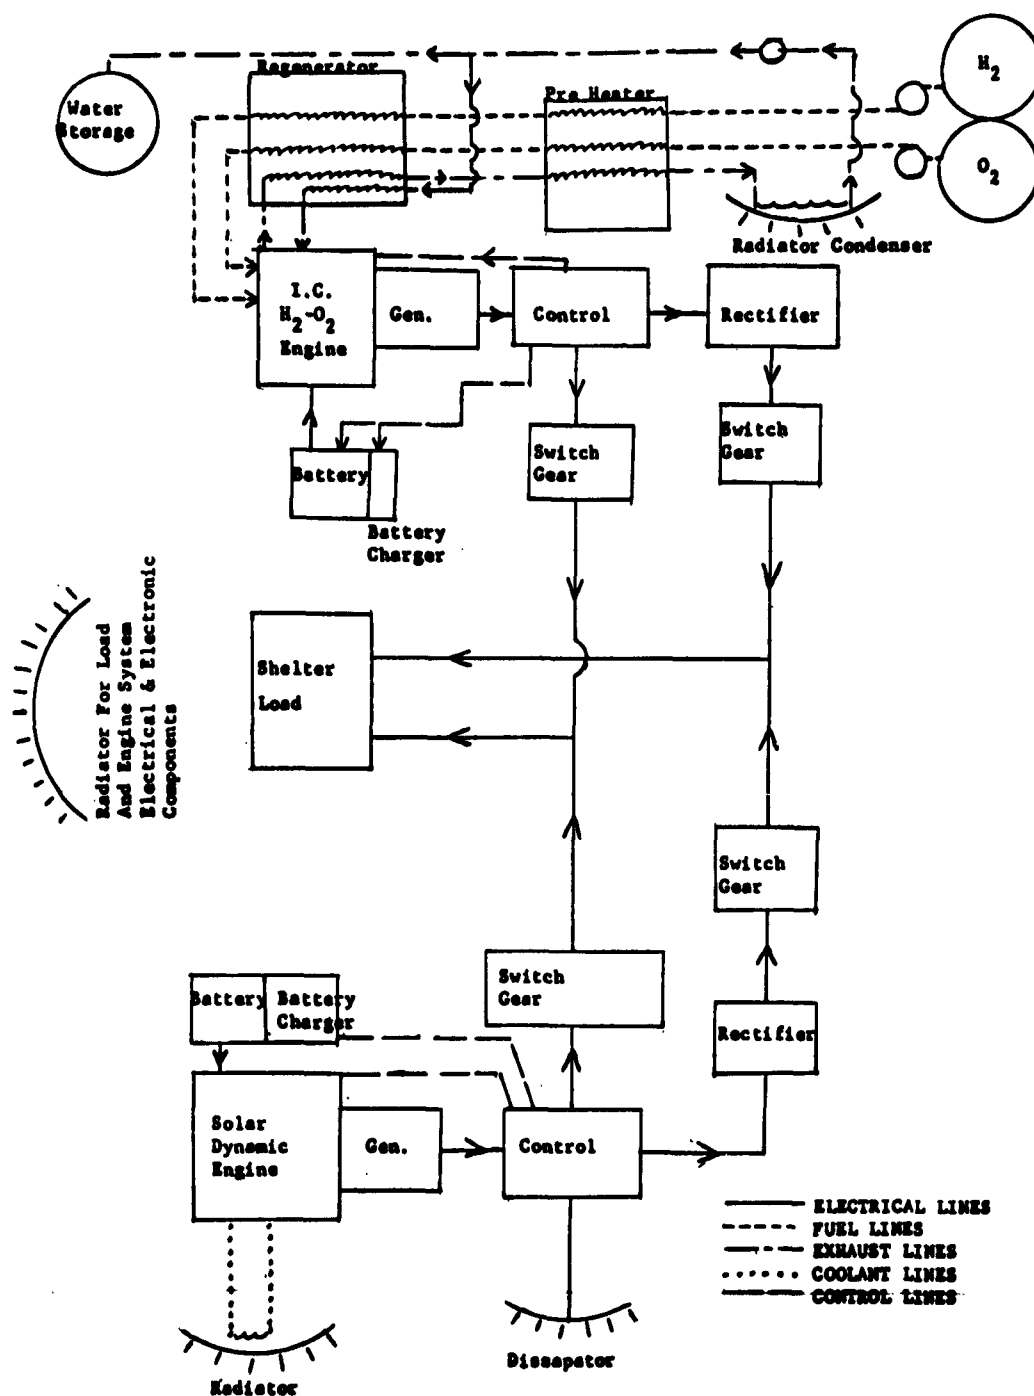 Regenerator
H2
Water
Storage
Pre Heater
O2
Radiator Condenser
I.C.
H2-O2
Engine
Gen.
Control
Rectifier
Switch
Gear
Switch
Gear
Battery
Battery
Charger
Radiator For Load
And Engine System
Electrical & Electronic
Components
Shelter
Load
Switch
Gear
Switch
Gear
Battery
Battery
Charger
Rectifier
Solar
Dynamic
Engine
Gen.
Control
ELECTRICAL LINES
FUEL LINES
EXHAUST LINES
COOLANT LINES
CONTROL LINES
Dissapator
Radiator